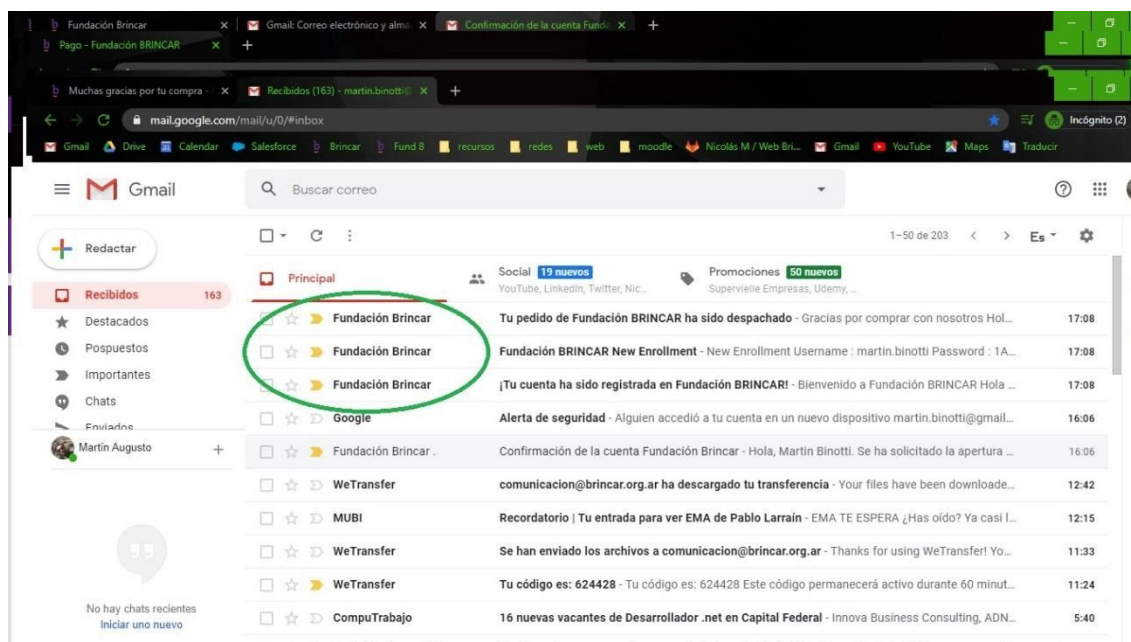 Fundación Brincar
Gmail: Correo electrónico y alma
Confirmación de la cuenta Funda
Pago - Fundación BRINCAR
Muchas gracias por tu compra -
Recibidos (163) - martin.binotti@
mail.google.com/mail/u/0/#inbox
Incógnito (2)
Gmail Drive Calendar Salesforce Brincar Fund B recursos redes web moodle Nicolás M / Web Bri... Gmail YouTube Maps Traducir
Gmail
Buscar correo
Redactar
1–50 de 203
Es
Principal
Social 19 nuevos
YouTube, LinkedIn, Twitter, Nic...
Promociones 50 nuevos
Supervielle Empresas, Udemy, ...
Recibidos 163
Destacados
Pospuestos
Importantes
Chats
Enviados
Martín Augusto
No hay chats recientes
Iniciar uno nuevo
Fundación Brincar Tu pedido de Fundación BRINCAR ha sido despachado - Gracias por comprar con nosotros Hol... 17:08
Fundación Brincar Fundación BRINCAR New Enrollment - New Enrollment Username : martin.binotti Password : 1A... 17:08
Fundación Brincar ¡Tu cuenta ha sido registrada en Fundación BRINCAR! - Bienvenido a Fundación BRINCAR Hola ... 17:08
Google Alerta de seguridad - Alguien accedió a tu cuenta en un nuevo dispositivo martin.binotti@gmail... 16:06
Fundación Brincar . Confirmación de la cuenta Fundación Brincar - Hola, Martin Binotti. Se ha solicitado la apertura ... 16:06
WeTransfer comunicacion@brincar.org.ar ha descargado tu transferencia - Your files have been downloade... 12:42
MUBI Recordatorio | Tu entrada para ver EMA de Pablo Larraín - EMA TE ESPERA ¿Has oído? Ya casi l... 12:15
WeTransfer Se han enviado los archivos a comunicacion@brincar.org.ar - Thanks for using WeTransfer! Yo... 11:33
WeTransfer Tu código es: 624428 - Tu código es: 624428 Este código permanecerá activo durante 60 minut... 11:24
CompuTrabajo 16 nuevas vacantes de Desarrollador .net en Capital Federal - Innova Business Consulting, ADN... 5:40